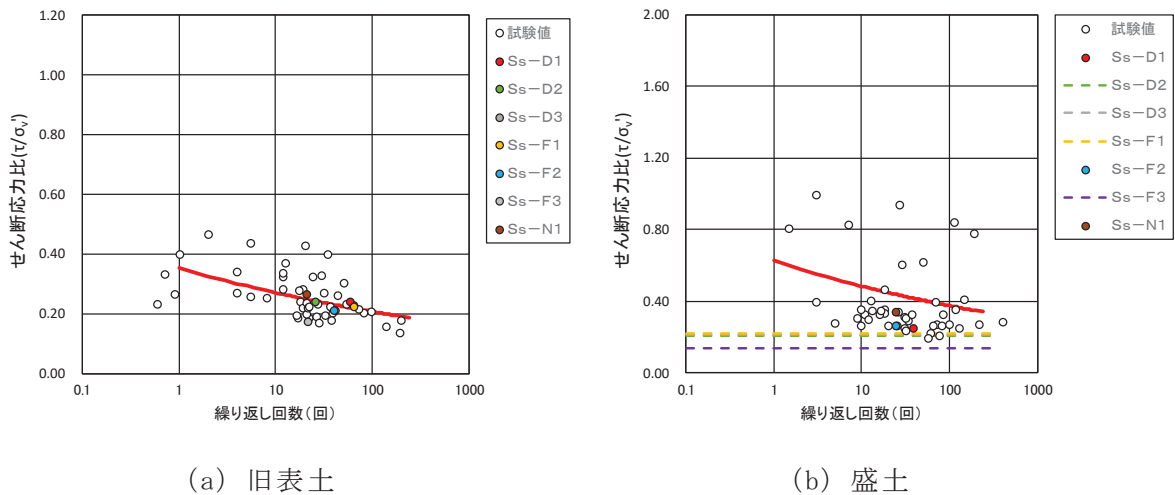 1.20
1.00
0.80
0.60
0.40
0.20
0.00
せん断応力比(τ/σv')
0.1
1
10
100
1000
繰り返し回数(回)
試験値
Ss-D1
Ss-D2
Ss-D3
Ss-F1
Ss-F2
Ss-F3
Ss-N1
(a) 旧表土
2.00
1.60
1.20
0.80
0.40
0.00
せん断応力比(τ/σv')
0.1
1
10
100
1000
繰り返し回数(回)
試験値
Ss-D1
Ss-D2
Ss-D3
Ss-F1
Ss-F2
Ss-F3
Ss-N1
(b) 盛土